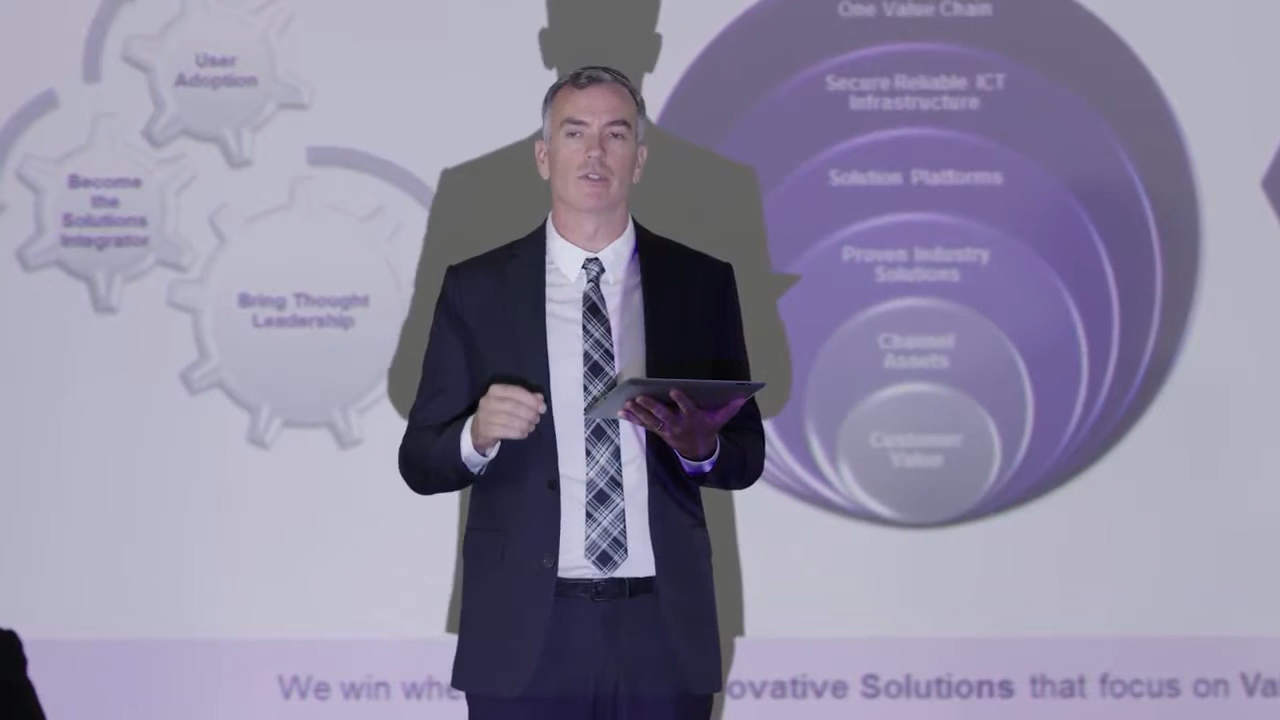 User
Adoption
Become
the
Solutions
Integrator
Bring Thought
Leadership
One Value Chain
Secure Reliable ICT
Infrastructure
Solution Platforms
Proven Industry
Solutions
Channel
Assets
Customer
Value
We win whe
ovative Solutions that focus on Va